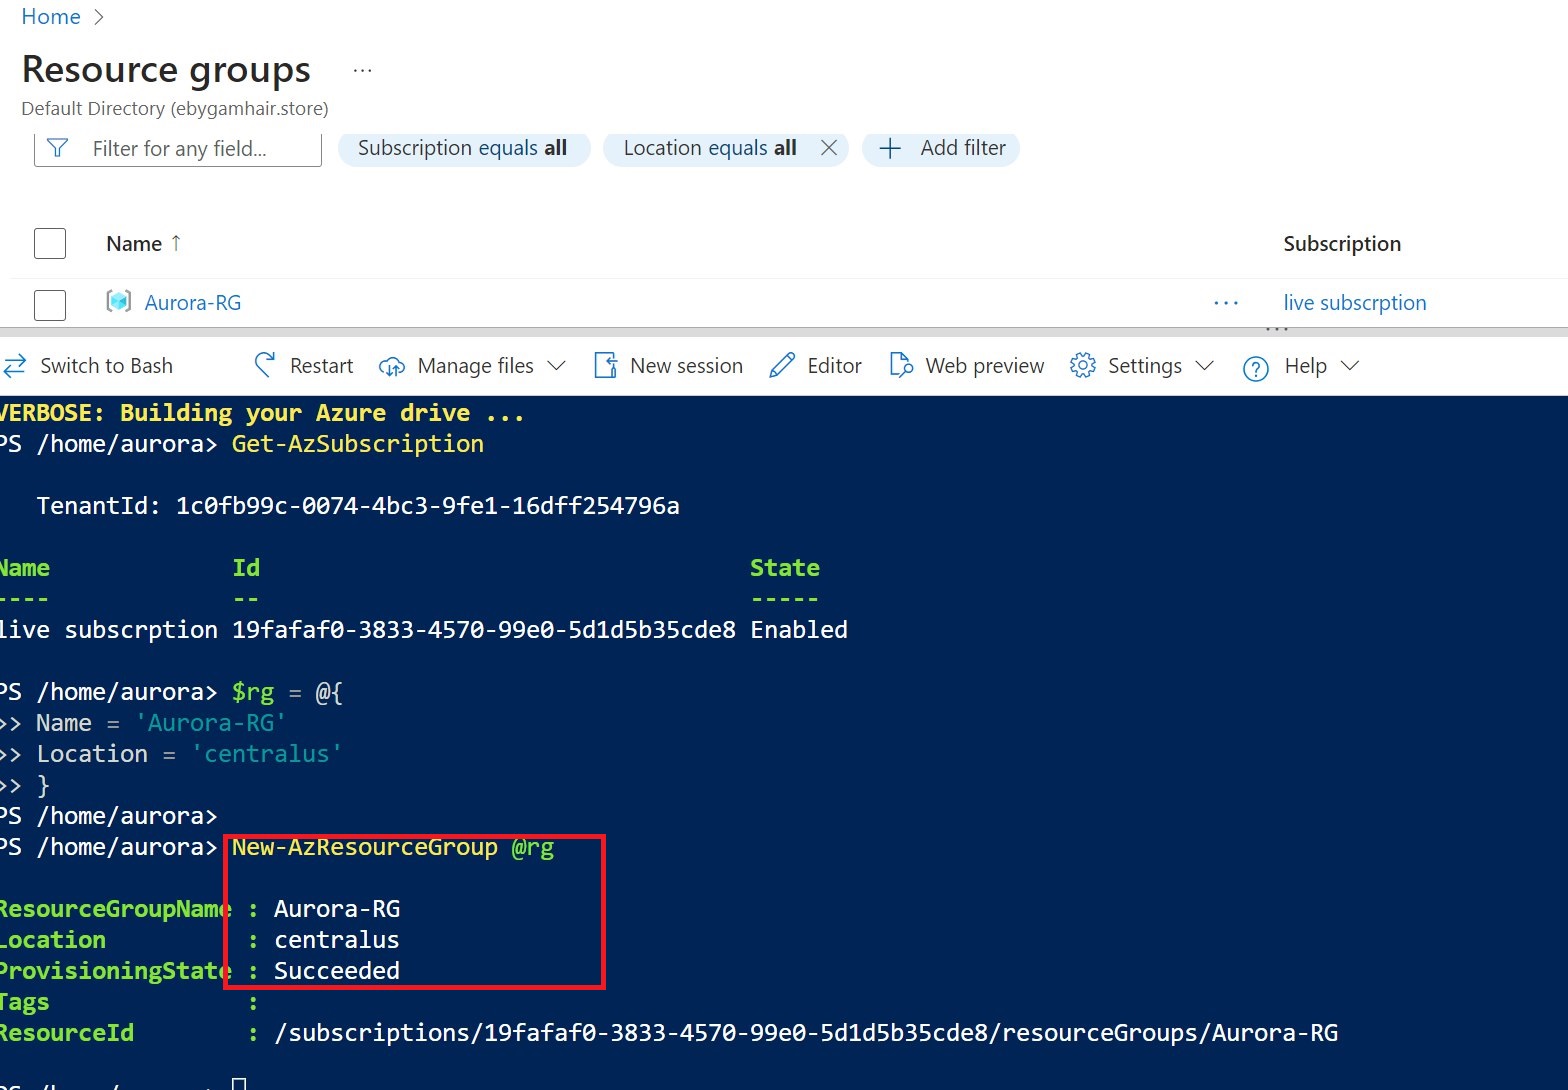 Home >
Resource groups ...
Default Directory (ebygamhair.store)
Filter for any field... Subscription equals all Location equals all Add filter
Name ↑ Subscription
Aurora-RG ... live subscrption
...
Switch to Bash Restart Manage files New session Editor Web preview Settings Help
VERBOSE: Building your Azure drive ...
PS /home/aurora> Get-AzSubscription
TenantId: 1c0fb99c-0074-4bc3-9fe1-16dff254796a
Name Id State
---- -- -----
live subscrption 19fafaf0-3833-4570-99e0-5d1d5b35cde8 Enabled
PS /home/aurora> $rg = @{
>> Name = 'Aurora-RG'
>> Location = 'centralus'
>> }
PS /home/aurora>
PS /home/aurora> New-AzResourceGroup @rg
ResourceGroupName : Aurora-RG
Location : centralus
ProvisioningState : Succeeded
Tags :
ResourceId : /subscriptions/19fafaf0-3833-4570-99e0-5d1d5b35cde8/resourceGroups/Aurora-RG